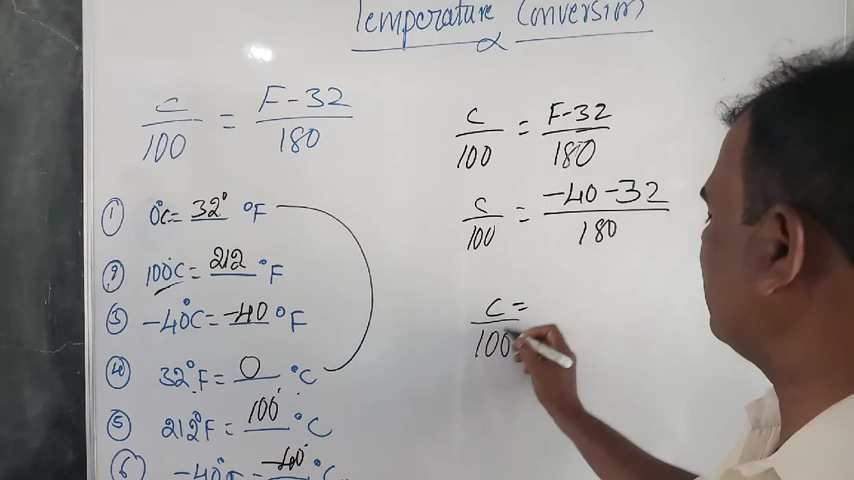 Temperature Conversion
C/100 = F-32/180
① 0°C = 32° °F
② 100°C = 212 °F
③ -40°C = -40 °F
④ 32°F = 0 °C
⑤ 212°F = 100 °C
⑥ -40°F = -40 °C
C/100 = F-32/180
C/100 = -40-32/180
C/100 =